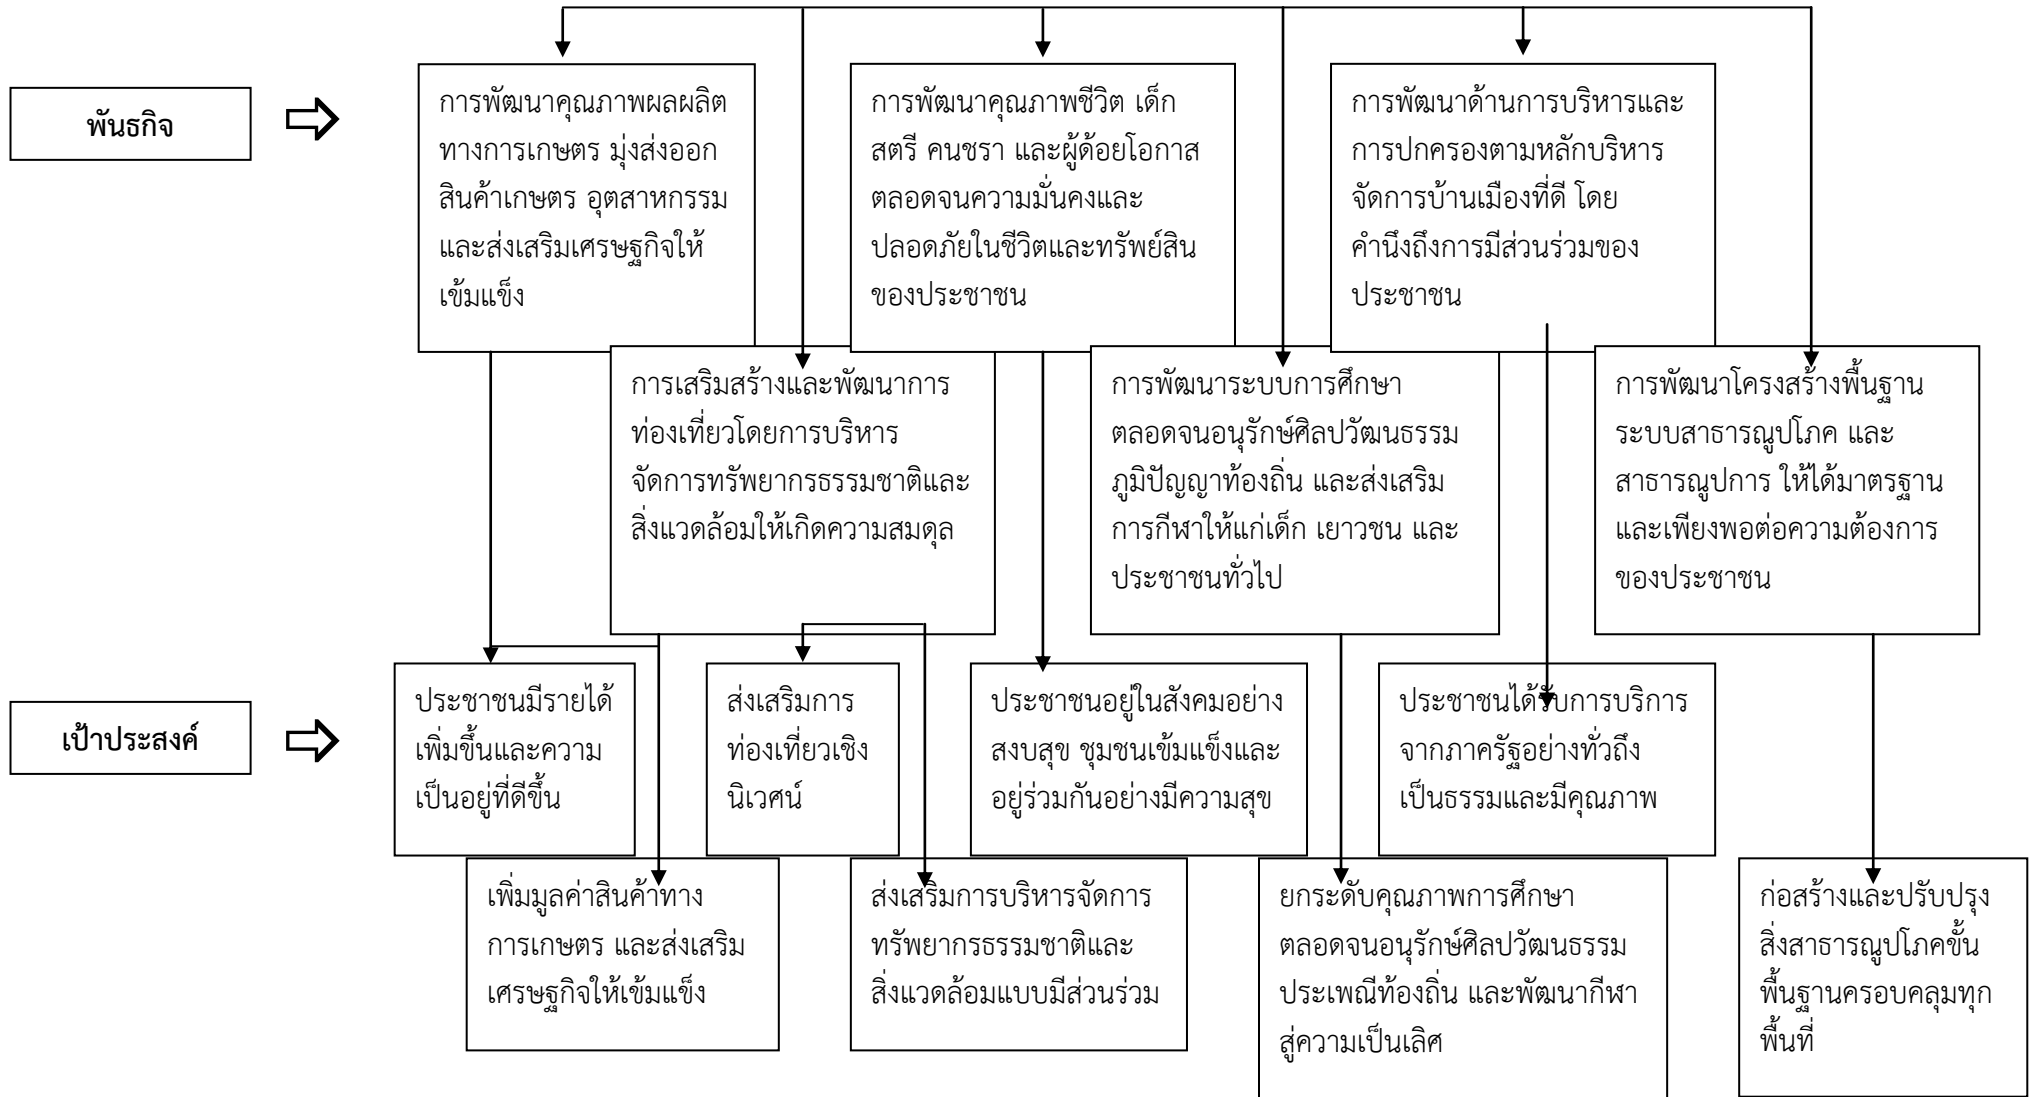 พันธกิจ
การพัฒนาคุณภาพผลผลิต
ทางการเกษตร มุ่งส่งออก
สินค้าเกษตร อุตสาหกรรม
และส่งเสริมเศรษฐกิจให้
เข้มแข็ง
การพัฒนาคุณภาพชีวิต เด็ก
สตรี คนชรา และผู้ด้อยโอกาส
ตลอดจนความมั่นคงและ
ปลอดภัยในชีวิตและทรัพย์สิน
ของประชาชน
การพัฒนาด้านการบริหารและ
การปกครองตามหลักบริหาร
จัดการบ้านเมืองที่ดี โดย
คำนึงถึงการมีส่วนร่วมของ
ประชาชน
การเสริมสร้างและพัฒนาการ
ท่องเที่ยวโดยการบริหาร
จัดการทรัพยากรธรรมชาติและ
สิ่งแวดล้อมให้เกิดความสมดุล
การพัฒนาระบบการศึกษา
ตลอดจนอนุรักษ์ศิลปวัฒนธรรม
ภูมิปัญญาท้องถิ่น และส่งเสริม
การกีฬาให้แก่เด็ก เยาวชน และ
ประชาชนทั่วไป
การพัฒนาโครงสร้างพื้นฐาน
ระบบสาธารณูปโภค และ
สาธารณูปการ ให้ได้มาตรฐาน
และเพียงพอต่อความต้องการ
ของประชาชน
เป้าประสงค์
ประชาชนมีรายได้
เพิ่มขึ้นและความ
เป็นอยู่ที่ดีขึ้น
ส่งเสริมการ
ท่องเที่ยวเชิง
นิเวศน์
ประชาชนอยู่ในสังคมอย่าง
สงบสุข ชุมชนเข้มแข็งและ
อยู่ร่วมกันอย่างมีความสุข
ประชาชนได้รับการบริการ
จากภาครัฐอย่างทั่วถึง
เป็นธรรมและมีคุณภาพ
เพิ่มมูลค่าสินค้าทาง
การเกษตร และส่งเสริม
เศรษฐกิจให้เข้มแข็ง
ส่งเสริมการบริหารจัดการ
ทรัพยากรธรรมชาติและ
สิ่งแวดล้อมแบบมีส่วนร่วม
ยกระดับคุณภาพการศึกษา
ตลอดจนอนุรักษ์ศิลปวัฒนธรรม
ประเพณีท้องถิ่น และพัฒนากีฬา
สู่ความเป็นเลิศ
ก่อสร้างและปรับปรุง
สิ่งสาธารณูปโภคขั้น
พื้นฐานครอบคลุมทุก
พื้นที่